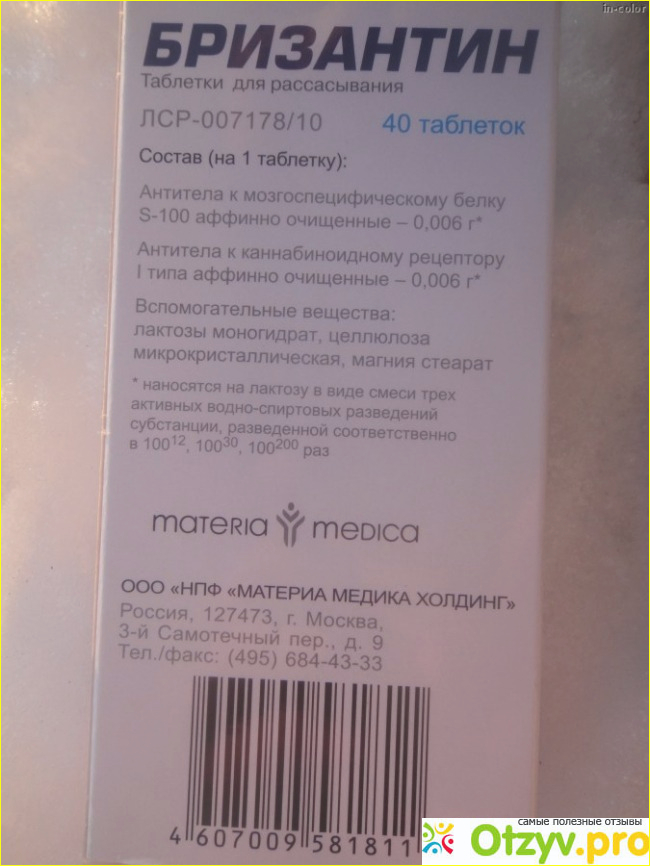 in-color
БРИЗАНТИН
Таблетки для рассасывания
ЛСР-007178/10 40 таблеток
Состав (на 1 таблетку):
Антитела к мозгоспецифическому белку
S-100 аффинно очищенные – 0,006 г*
Антитела к каннабиноидному рецептору
I типа аффинно очищенные – 0,006 г*
Вспомогательные вещества:
лактозы моногидрат, целлюлоза
микрокристаллическая, магния стеарат
* наносятся на лактозу в виде смеси трех
активных водно-спиртовых разведений
субстанции, разведенной соответственно
в 100¹², 100³⁰, 100²⁰⁰ раз
materia medica
ООО «НПФ «МАТЕРИА МЕДИКА ХОЛДИНГ»
Россия, 127473, г. Москва,
3-й Самотечный пер., д. 9
Тел./факс: (495) 684-43-33
4 607009 581811
самые полезные отзывы
Otzyv.pro